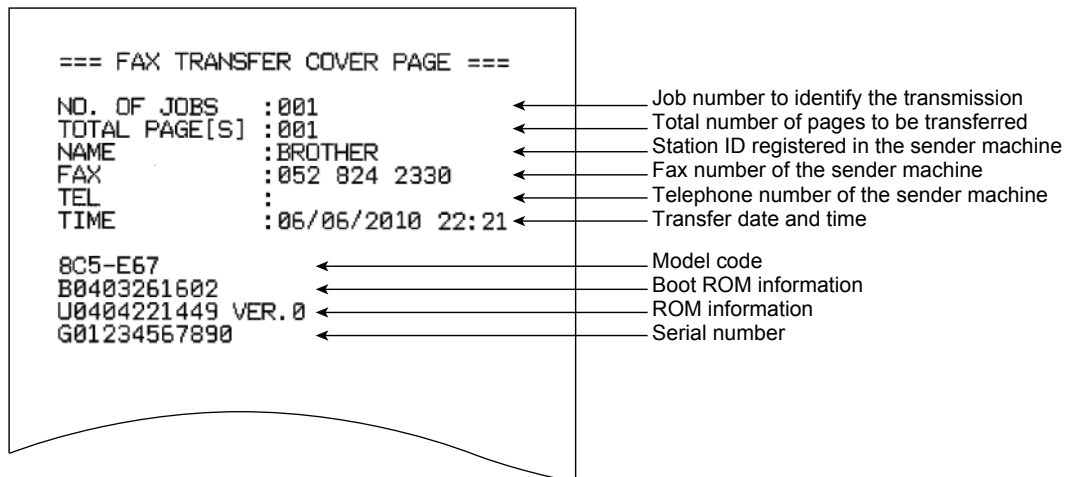 === FAX TRANSFER COVER PAGE ===
NO. OF JOBS :001 Job number to identify the transmission
TOTAL PAGE[S] :001 Total number of pages to be transferred
NAME :BROTHER Station ID registered in the sender machine
FAX :052 824 2330 Fax number of the sender machine
TEL : Telephone number of the sender machine
TIME :06/06/2010 22:21 Transfer date and time
8C5-E67 Model code
B0403261602 Boot ROM information
U0404221449 VER.0 ROM information
G01234567890 Serial number